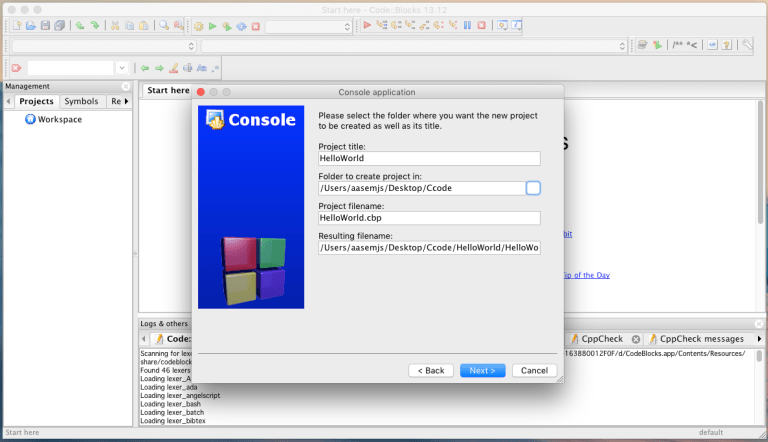 Start here - Code::Blocks 13.12
/** *<
Management
Projects Symbols Re
Workspace
Start here
Console application
Console
Please select the folder where you want the new project
to be created as well as its title.
Project title:
HelloWorld
Folder to create project in:
/Users/aasemjs/Desktop/Ccode
Project filename:
HelloWorld.cbp
Resulting filename:
/Users/aasemjs/Desktop/Ccode/HelloWorld/HelloWo
< Back Next > Cancel
s
bit
ip of the Day
Logs & others
Code: CppCheck CppCheck messages
Scanning for lexe 163880012F0F/d/CodeBlocks.app/Contents/Resources/
share/codeblock
Found 46 lexers
Loading lexer_A
Loading lexer_ada
Loading lexer_angelscript
Loading lexer_bash
Loading lexer_batch
Loading lexer_bibtex
Start here default